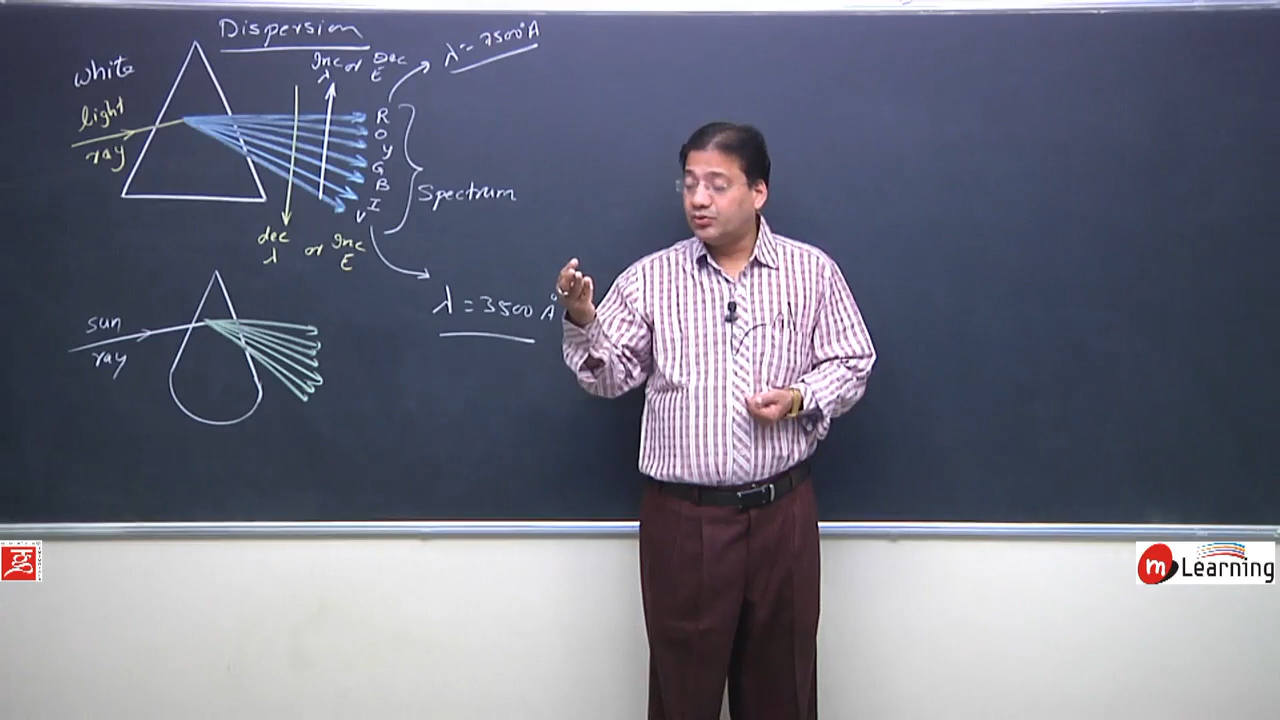 Dispersion
white
light
ray
Inc or Dec
λ E
λ = 7500°A
R
O
Y
G
B
I
V
Spectrum
dec or Inc
λ E
λ = 3500 A°
sun
ray
m Learning